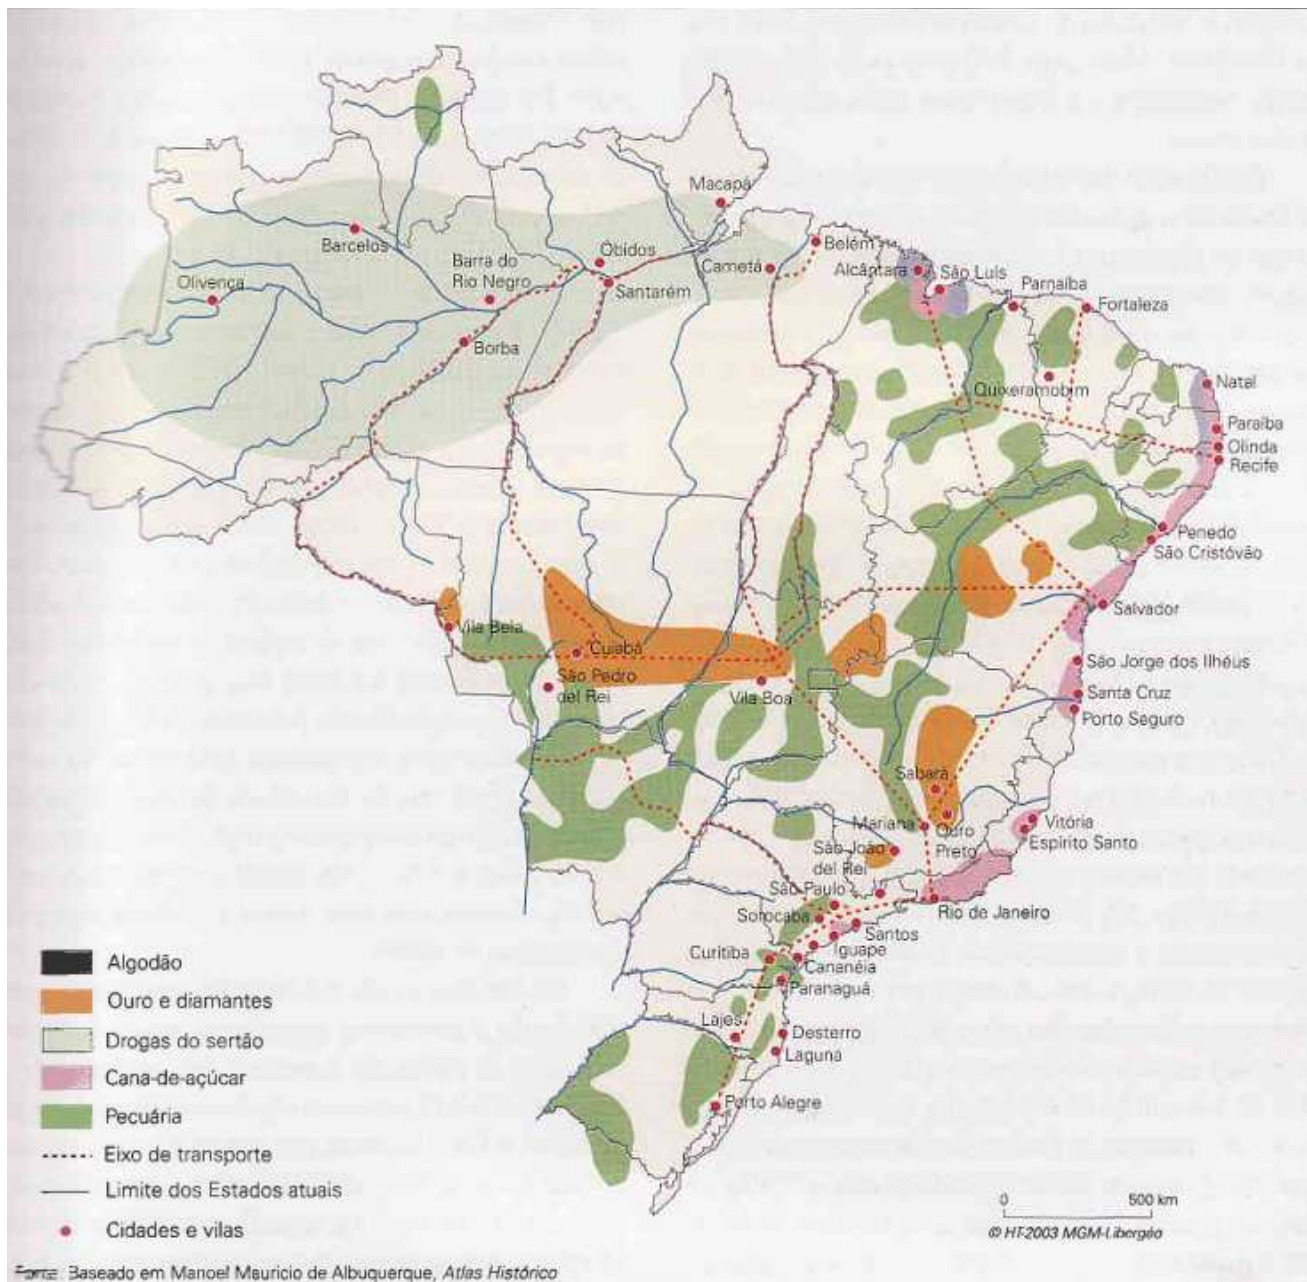 Macapá
Barcelos
Óbidos
Belém
Barra do
Rio Negro
Cametá
Alcântara
São Luís
Olivença
Santarém
Parnaíba
Fortaleza
Borba
Quixeramobim
Natal
Paraíba
Olinda
Recife
Penedo
São Cristóvão
Salvador
Vila Bela
Cuiabá
São Pedro
del Rei
Vila Boa
São Jorge dos Ilhéus
Santa Cruz
Porto Seguro
Sabará
Mariana
Ouro
Preto
Vitória
Espírito Santo
São João
del Rei
São Paulo
Sorocaba
Rio de Janeiro
Santos
Iguape
Curitiba
Cananéia
Paranaguá
Lajes
Desterro
Laguna
Porto Alegre
Algodão
Ouro e diamantes
Drogas do sertão
Cana-de-açúcar
Pecuária
Eixo de transporte
Limite dos Estados atuais
Cidades e vilas
0 500 km
© HT-2003 MGM-Libergéo
Fonte: Baseado em Manoel Mauricio de Albuquerque, Atlas Histórico